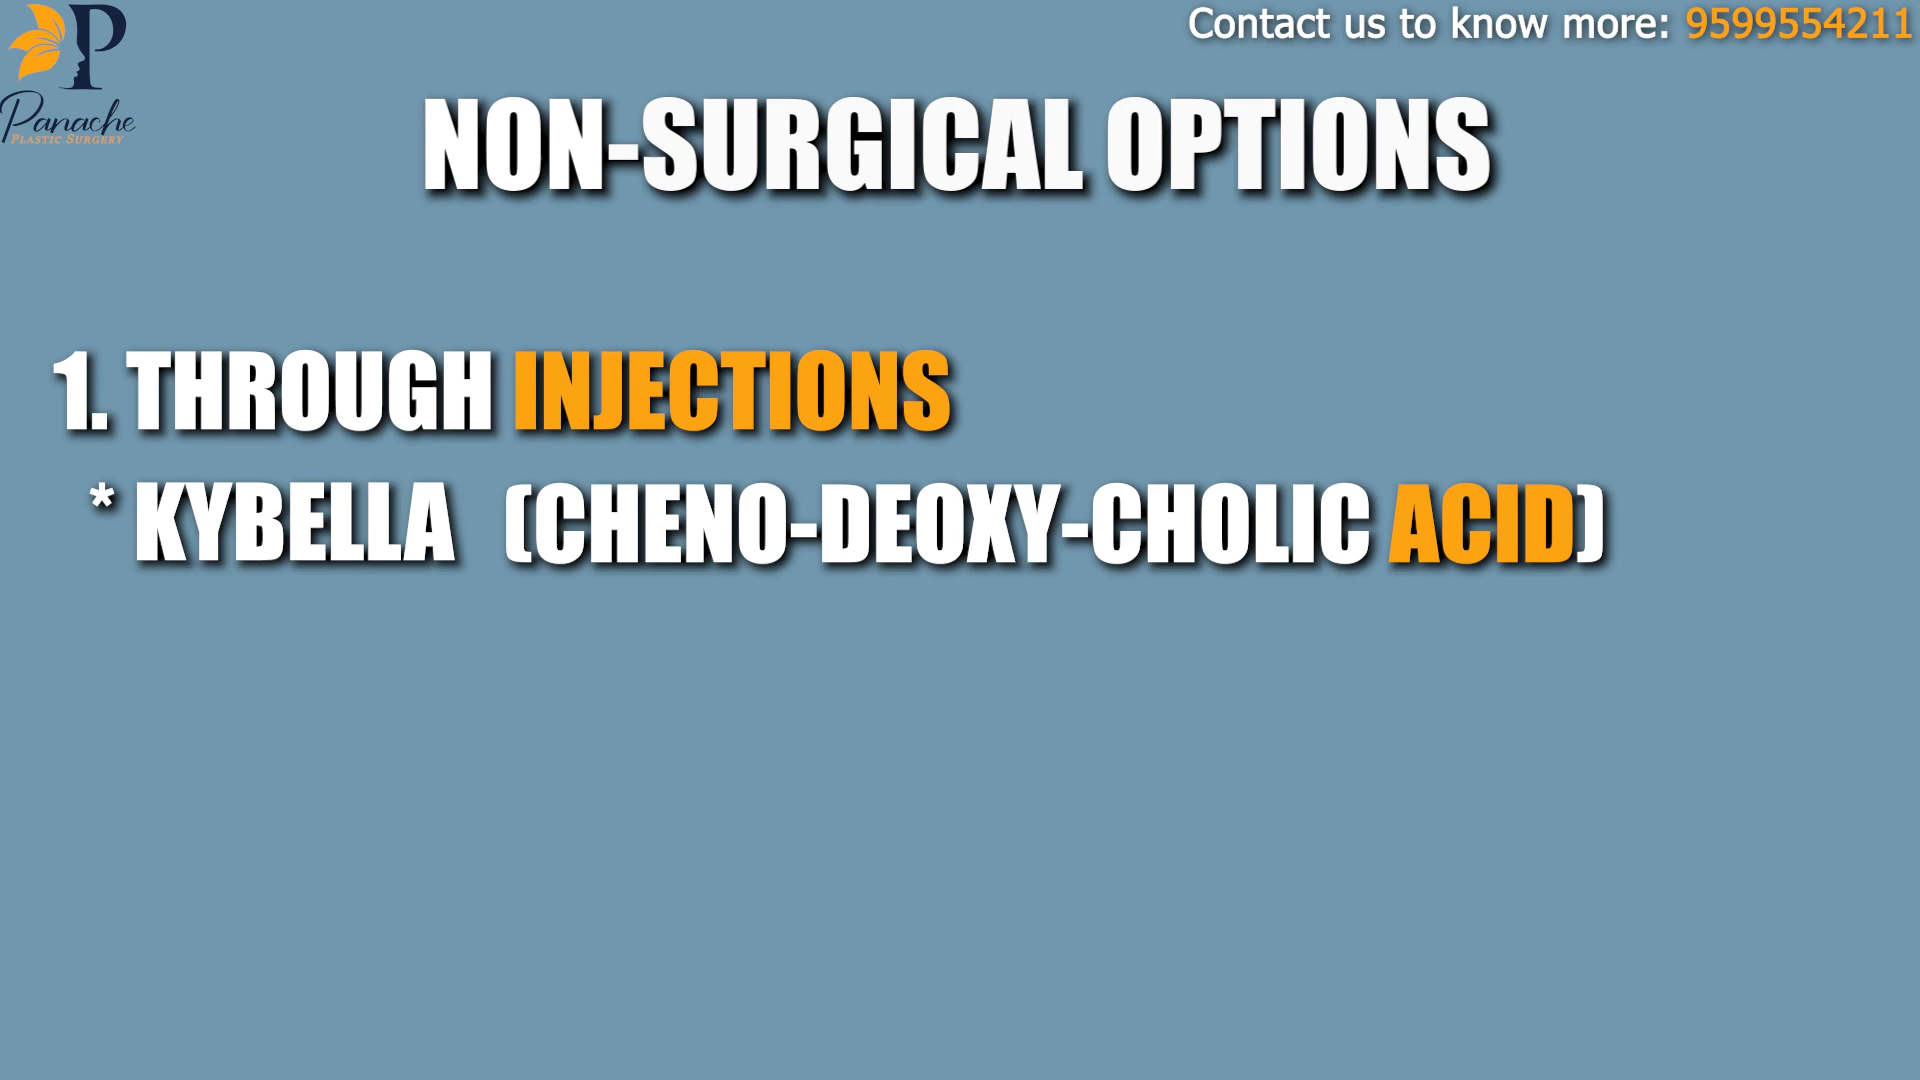 Contact us to know more: 9599554211
P
Panache
PLASTIC SURGERY
NON-SURGICAL OPTIONS
1. THROUGH INJECTIONS
* KYBELLA (CHENO-DEOXY-CHOLIC ACID)